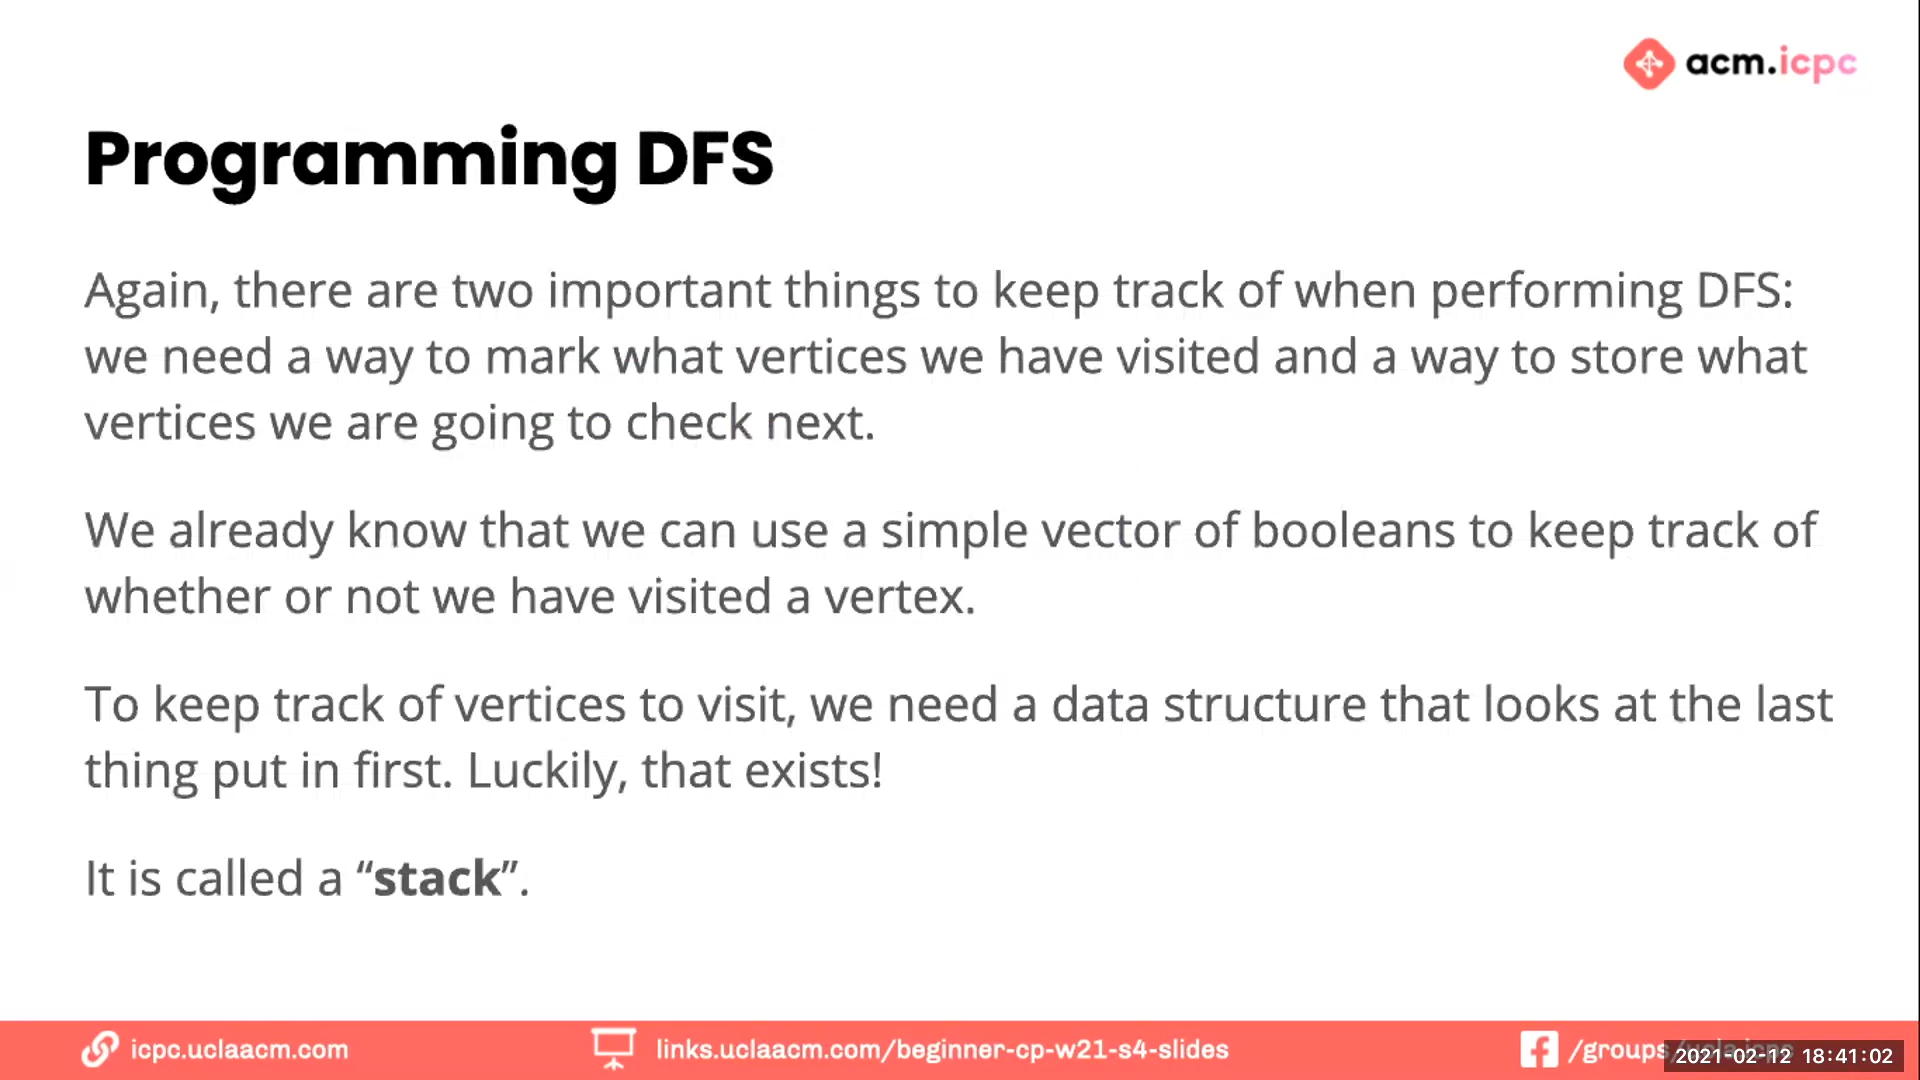 acm.icpc
Programming DFS
Again, there are two important things to keep track of when performing DFS:
we need a way to mark what vertices we have visited and a way to store what
vertices we are going to check next.
We already know that we can use a simple vector of booleans to keep track of
whether or not we have visited a vertex.
To keep track of vertices to visit, we need a data structure that looks at the last
thing put in first. Luckily, that exists!
It is called a “stack”.
icpc.uclaacm.com
links.uclaacm.com/beginner-cp-w21-s4-slides
/groups
2021-02-12 18:41:02